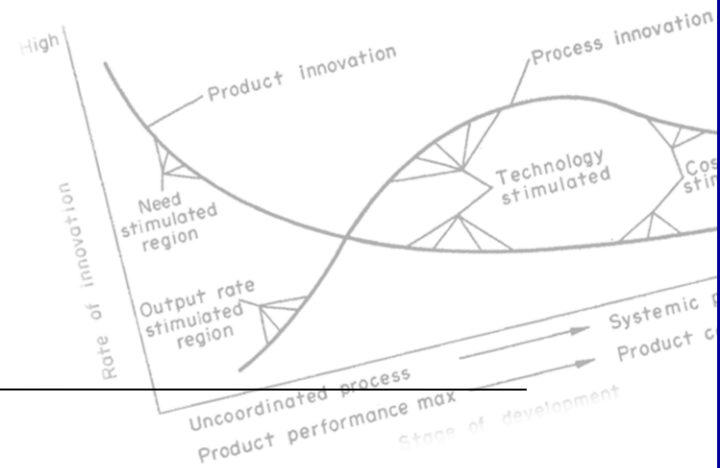 High
Product innovation
Process innovation
Need
stimulated
region
Technology
stimulated
Rate of innovation
Output rate
stimulated
region
Systemic
Uncoordinated process
Product performance max
Product
Stage of development